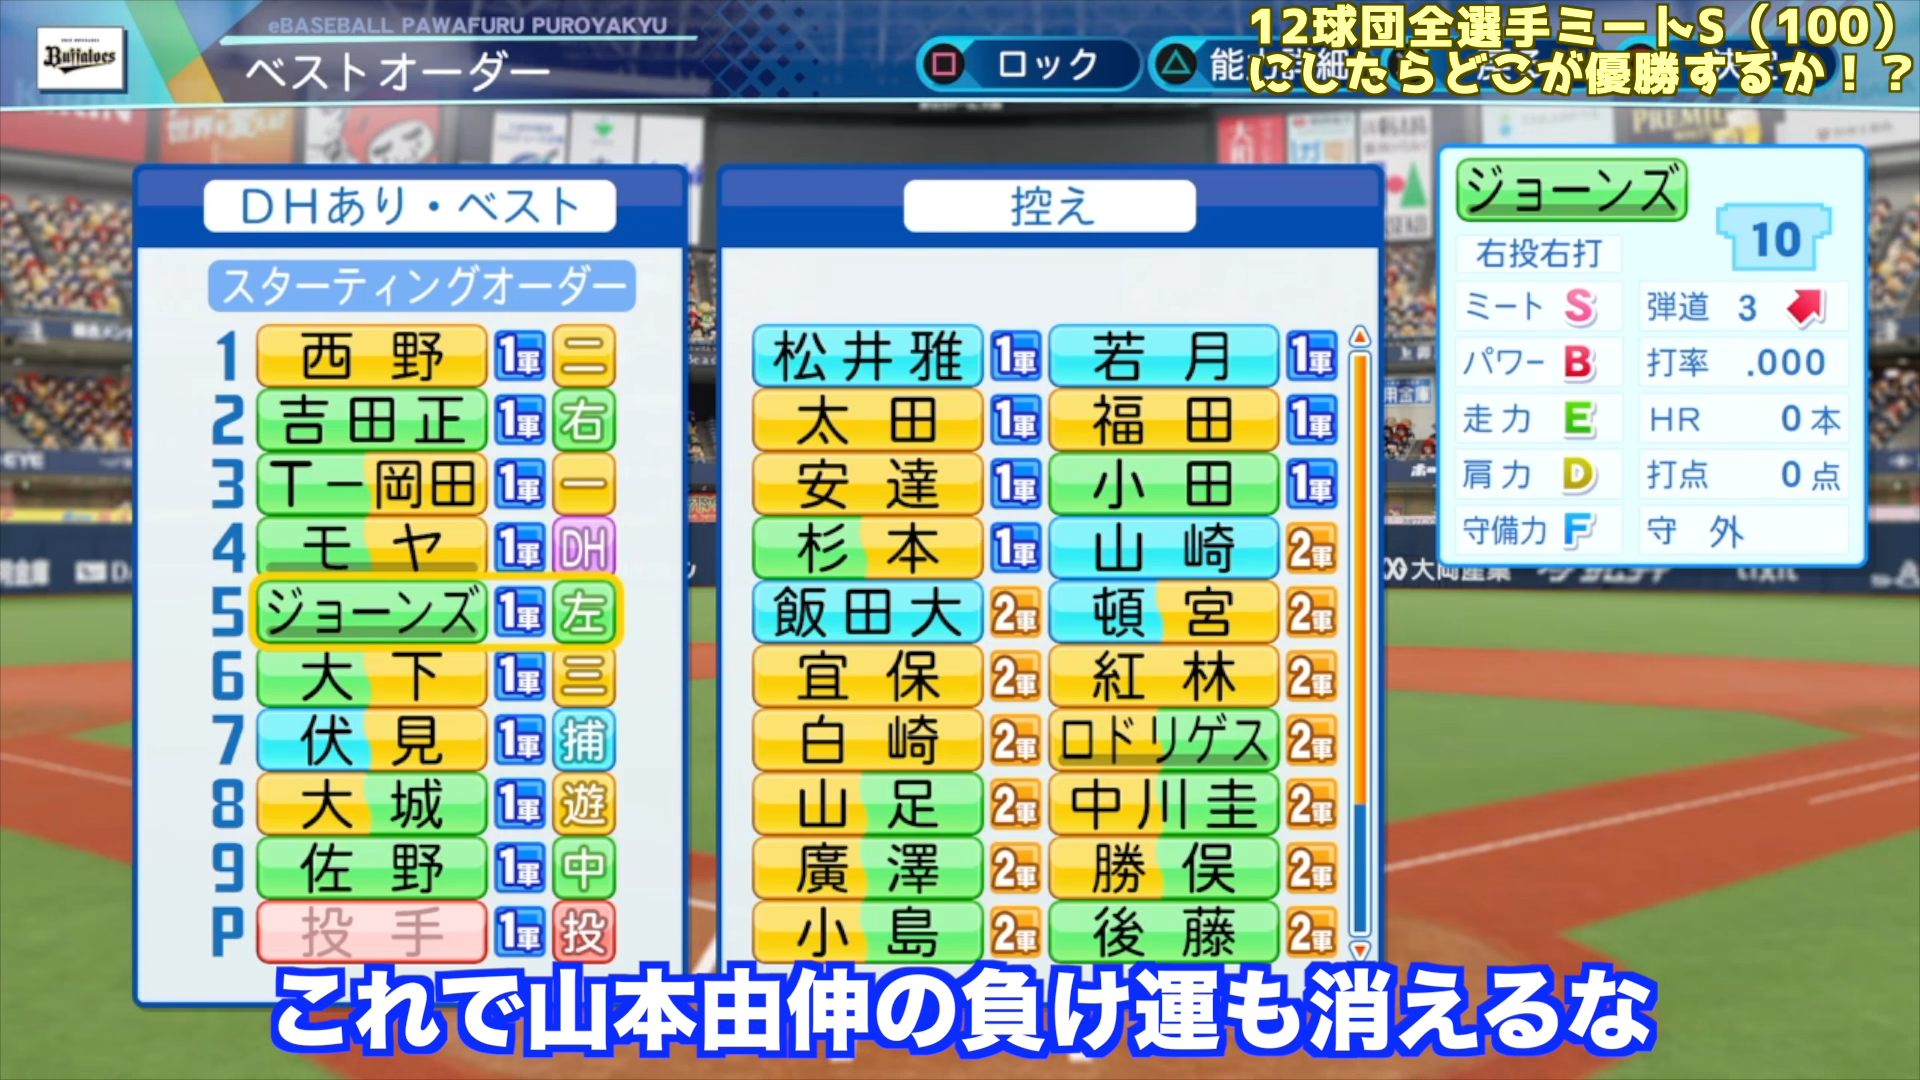 Buffaloes
eBASEBALL PAWAFURU PUROYAKYU
ベストオーダー
ロック
12球団全選手ミートS（100）
にしたらどこが優勝するか！？
DHあり・ベスト
スターティングオーダー
1 西野 1軍 二
2 吉田正 1軍 右
3 T-岡田 1軍 一
4 モヤ 1軍 DH
5 ジョーンズ 1軍 左
6 大下 1軍 三
7 伏見 1軍 捕
8 大城 1軍 遊
9 佐野 1軍 中
P 投手 1軍 投
控え
松井雅 1軍 若月 1軍
太田 1軍 福田 1軍
安達 1軍 小田 1軍
杉本 1軍 山崎 2軍
飯田大 2軍 頓宮 2軍
宜保 2軍 紅林 2軍
白崎 2軍 ロドリゲス 2軍
山足 2軍 中川圭 2軍
廣澤 2軍 勝俣 2軍
小島 2軍 後藤 2軍
ジョーンズ
10
右投右打
ミート S 弾道 3
パワー B 打率 .000
走力 E HR 0本
肩力 D 打点 0点
守備力 F 守 外
これで山本由伸の負け運も消えるな